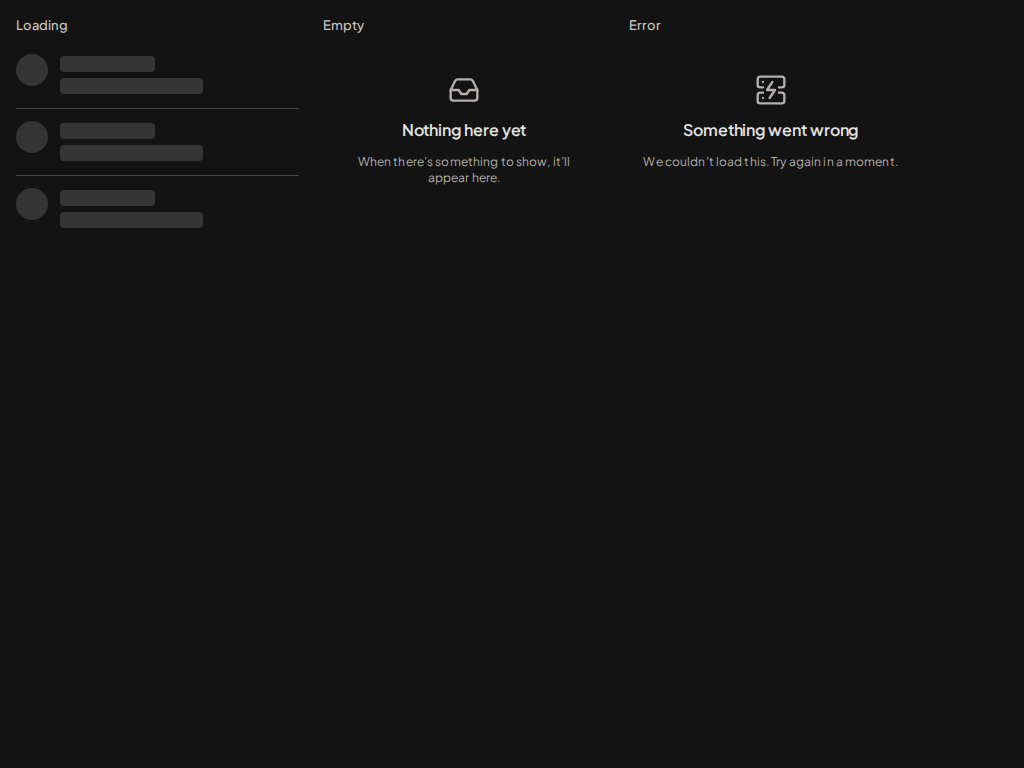 Loading
Empty
Error
Nothing here yet
When there's something to show, it'll
appear here.
Something went wrong
We couldn't load this. Try again in a moment.